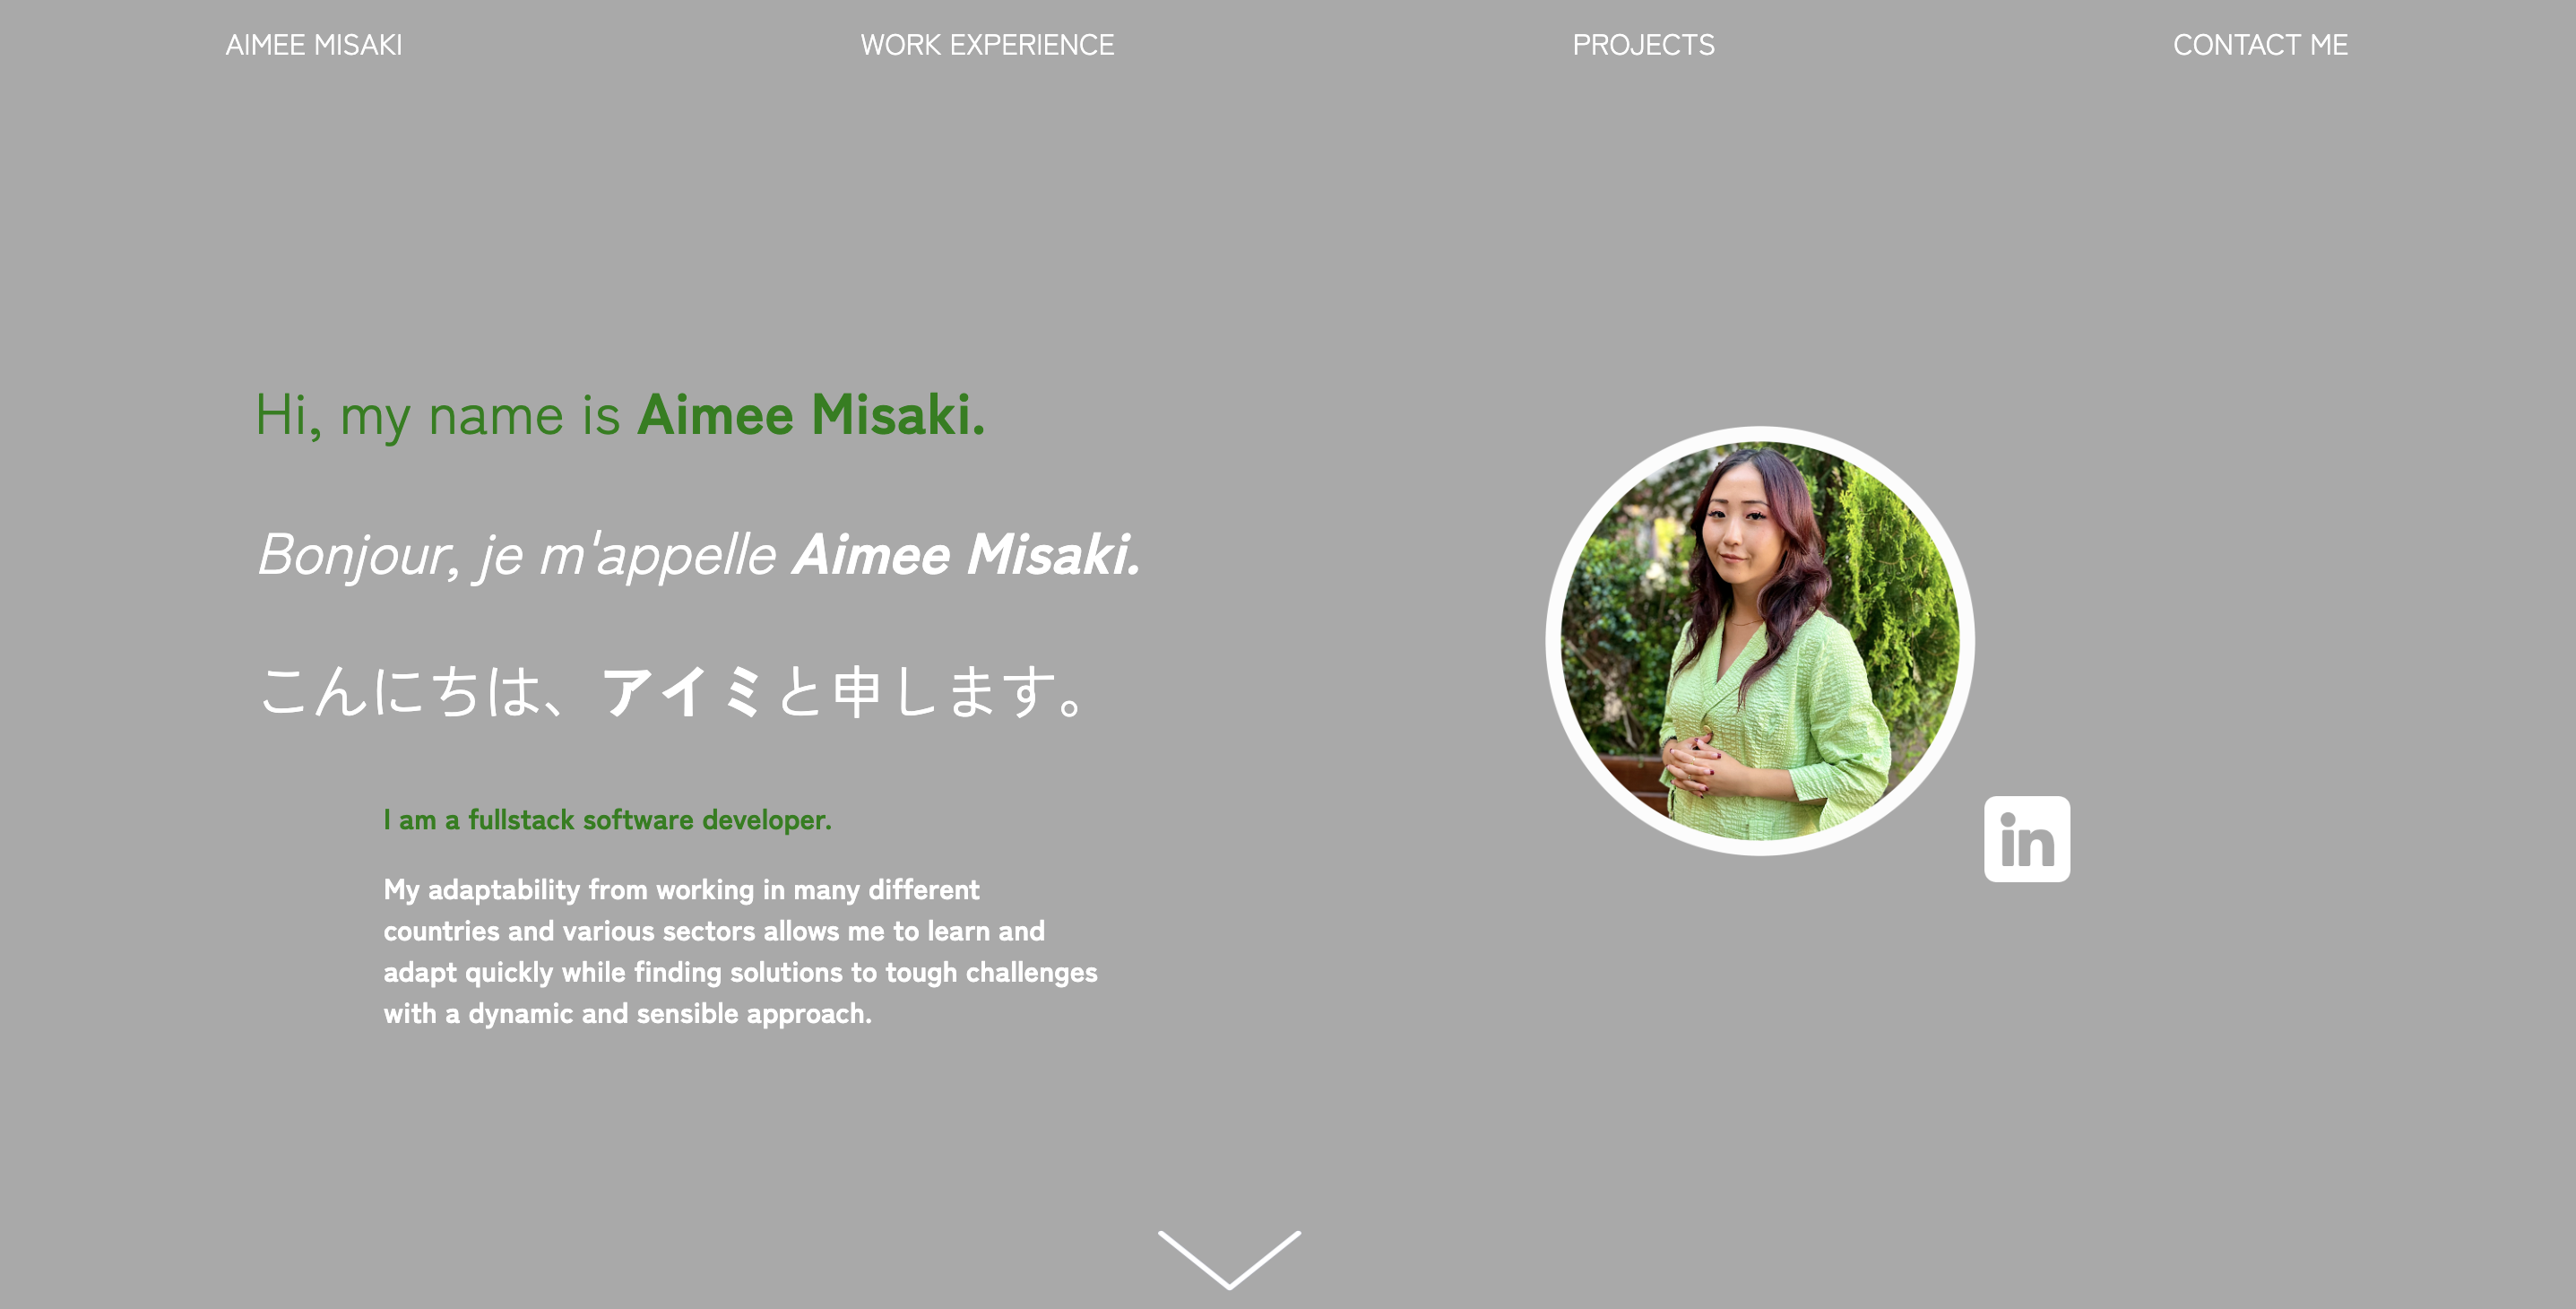 AIMEE MISAKI
WORK EXPERIENCE
PROJECTS
CONTACT ME
Hi, my name is Aimee Misaki.
Bonjour, je m'appelle Aimee Misaki.
こんにちは、アイミと申します。
I am a fullstack software developer.
My adaptability from working in many different
countries and various sectors allows me to learn and
adapt quickly while finding solutions to tough challenges
with a dynamic and sensible approach.
in